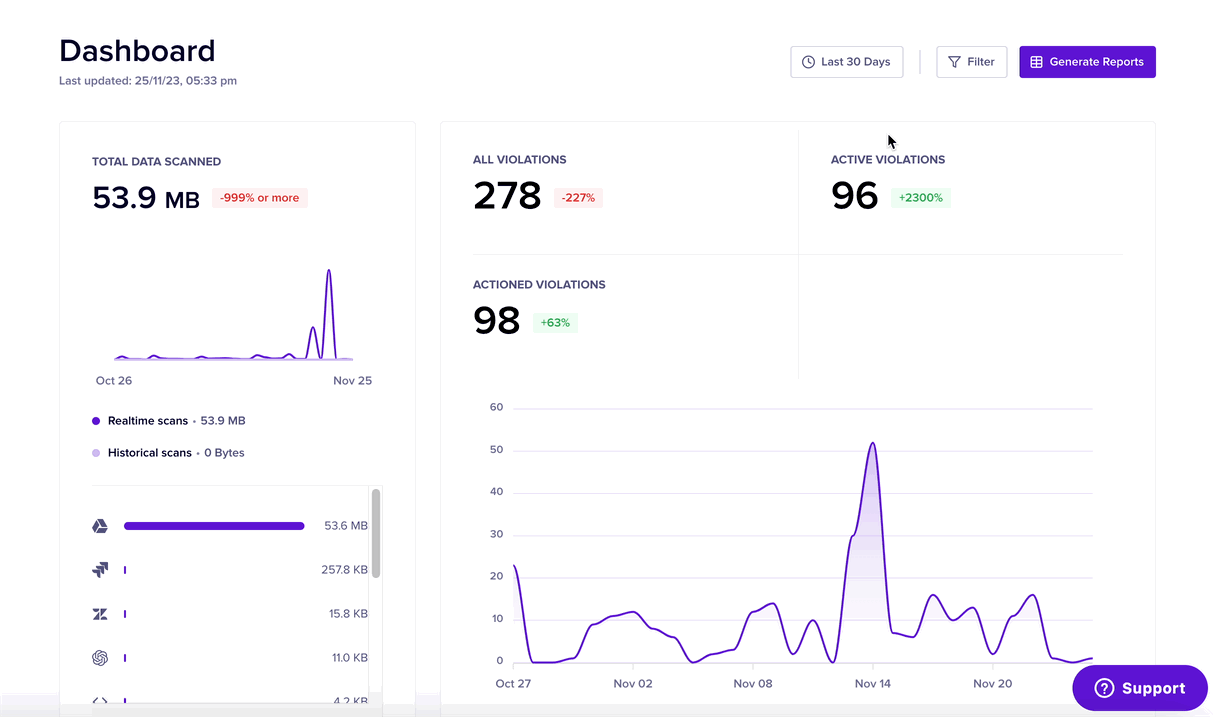 Dashboard
Last updated: 25/11/23, 05:33 pm
Last 30 Days
Filter
Generate Reports
TOTAL DATA SCANNED
53.9 MB -999% or more
Oct 26 Nov 25
Realtime scans • 53.9 MB
Historical scans • 0 Bytes
53.6 MB
257.8 KB
15.8 KB
11.0 KB
4.2 KB
ALL VIOLATIONS
278 -227%
ACTIVE VIOLATIONS
96 +2300%
ACTIONED VIOLATIONS
98 +63%
60
50
40
30
20
10
0
Oct 27 Nov 02 Nov 08 Nov 14 Nov 20
Support